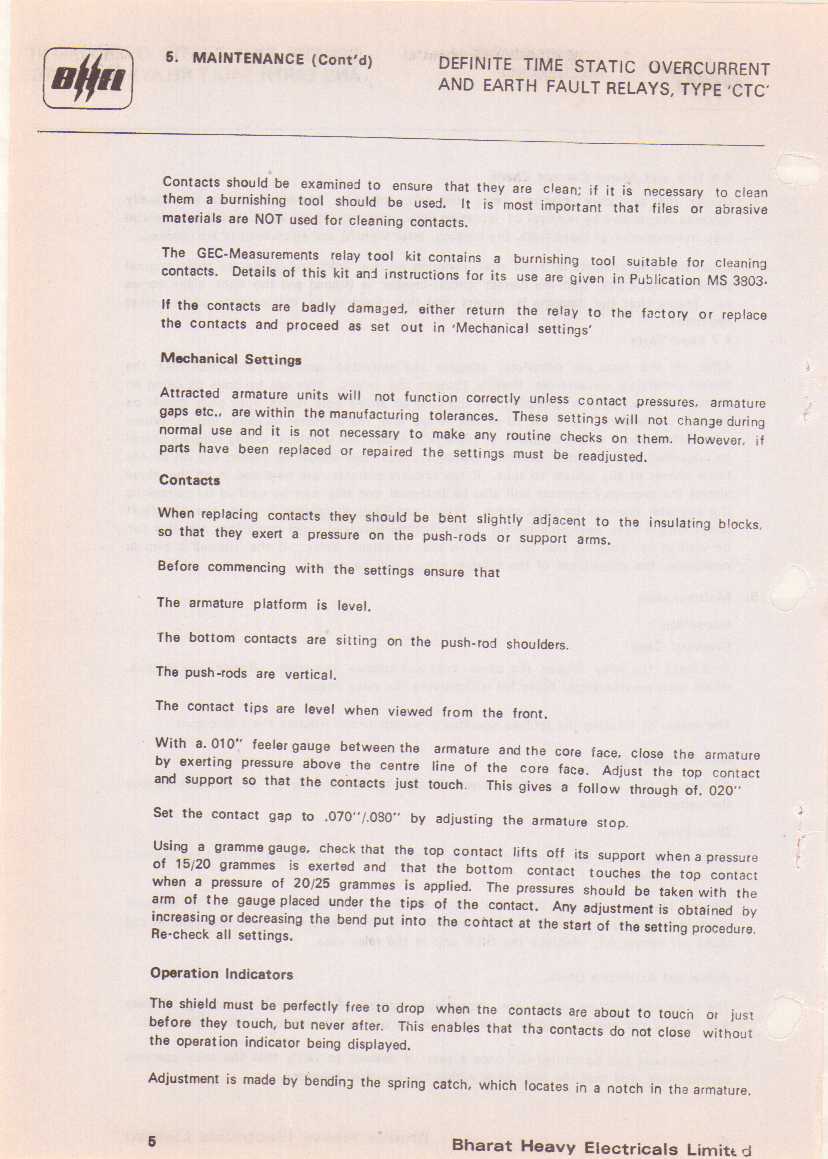 BHEL
5. MAINTENANCE (Cont'd)
DEFINITE TIME STATIC OVERCURRENT
AND EARTH FAULT RELAYS, TYPE 'CTC'
Contacts should be examined to ensure that they are clean; if it is necessary to clean
them a burnishing tool should be used. It is most important that files or abrasive
materials are NOT used for cleaning contacts.
The GEC-Measurements relay tool kit contains a burnishing tool suitable for cleaning
contacts. Details of this kit and instructions for its use are given in Publication MS 3803.
If the contacts are badly damaged, either return the relay to the factory or replace
the contacts and proceed as set out in 'Mechanical settings'
Mechanical Settings
Attracted armature units will not function correctly unless contact pressures, armature
gaps etc., are within the manufacturing tolerances. These settings will not change during
normal use and it is not necessary to make any routine checks on them. However, if
parts have been replaced or repaired the settings must be readjusted.
Contacts
When replacing contacts they should be bent slightly adjacent to the insulating blocks,
so that they exert a pressure on the push-rods or support arms.
Before commencing with the settings ensure that
The armature platform is level.
The bottom contacts are sitting on the push-rod shoulders.
The push-rods are vertical.
The contact tips are level when viewed from the front.
With a. 010" feeler gauge between the armature and the core face, close the armature
by exerting pressure above the centre line of the core face. Adjust the top contact
and support so that the contacts just touch. This gives a follow through of. 020''
Set the contact gap to .070''/.080'' by adjusting the armature stop.
Using a gramme gauge, check that the top contact lifts off its support when a pressure
of 15/20 grammes is exerted and that the bottom contact touches the top contact
when a pressure of 20/25 grammes is applied. The pressures should be taken with the
arm of the gauge placed under the tips of the contact. Any adjustment is obtained by
increasing or decreasing the bend put into the contact at the start of the setting procedure.
Re-check all settings.
Operation Indicators
The shield must be perfectly free to drop when the contacts are about to touch or just
before they touch, but never after. This enables that tha contacts do not close without
the operation indicator being displayed.
Adjustment is made by bending the spring catch, which locates in a notch in the armature.
5
Bharat Heavy Electricals Limited